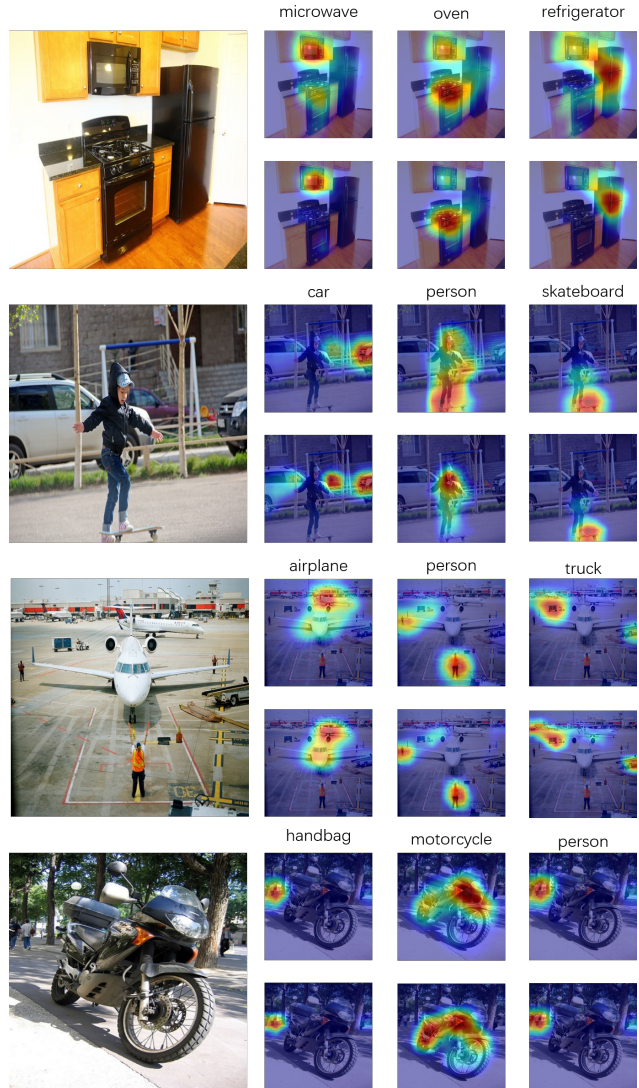 microwave oven refrigerator
car person skateboard
airplane person truck
handbag motorcycle person